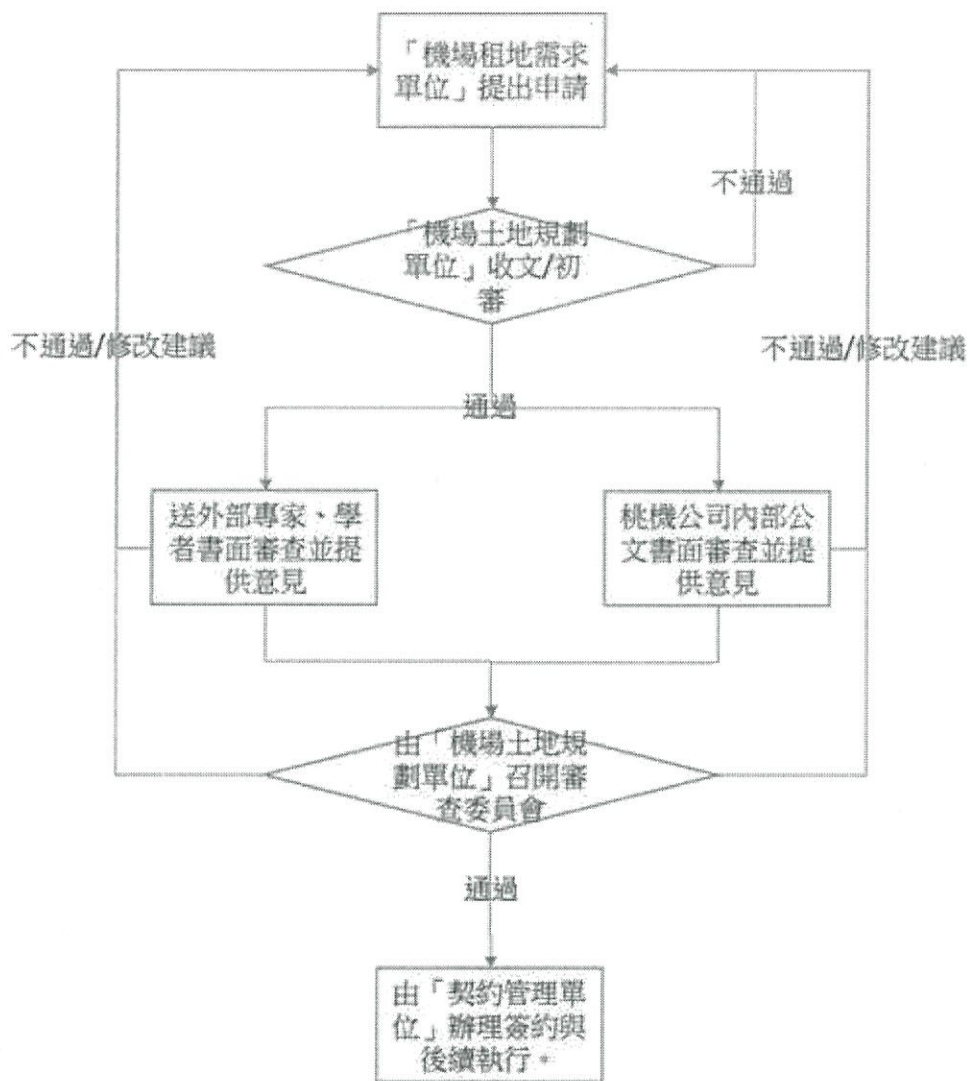 「機場租地需求
單位」提出申請
不通過
「機場土地規劃
單位」收文/初
審
不通過/修改建議
不通過/修改建議
通過
送外部專家、學
者書面審查並提
供意見
桃機公司內部公
文書面審查並提
供意見
由「機場土地規
劃單位」召開審
查委員會
通過
由「契約管理單
位」辦理簽約與
後續執行。